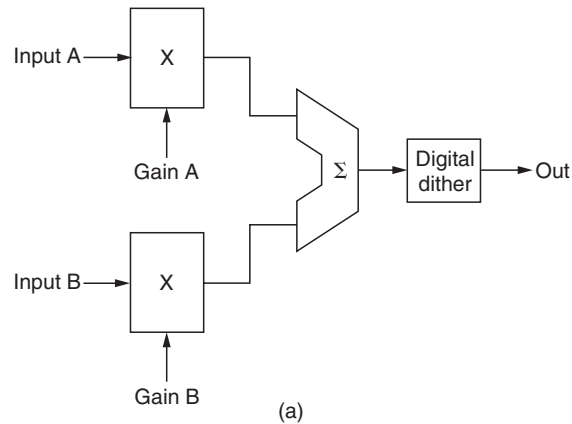 Input A
X
Gain A
Σ
Digital
dither
Out
Input B
X
Gain B
(a)